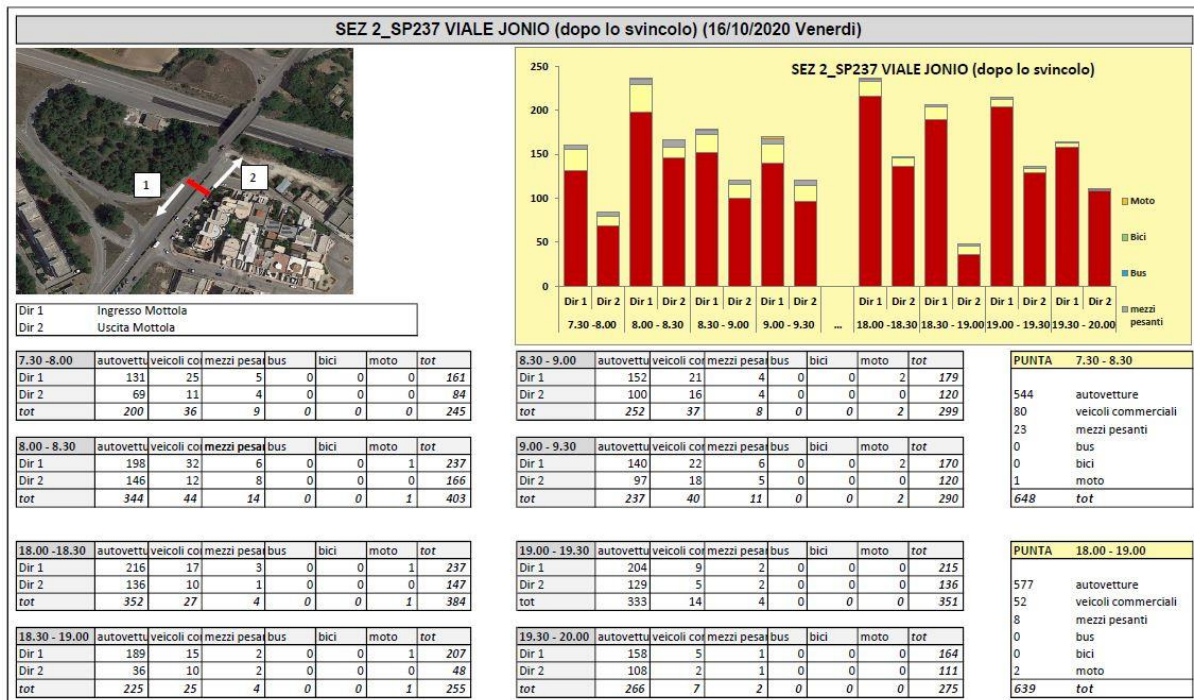 SEZ 2_SP237 VIALE JONIO (dopo lo svincolo) (16/10/2020 Venerdì)
1
2
Dir 1 Ingresso Mottola
Dir 2 Uscita Mottola
SEZ 2_SP237 VIALE JONIO (dopo lo svincolo)
250
200
150
100
50
0
Dir 1 Dir 2 Dir 1 Dir 2 Dir 1 Dir 2 Dir 1 Dir 2 Dir 1 Dir 2 Dir 1 Dir 2 Dir 1 Dir 2 Dir 1 Dir 2
7.30 -8.00 8.00 - 8.30 8.30 - 9.00 9.00 - 9.30 ... 18.00 -18.30 18.30 - 19.00 19.00 - 19.30 19.30 - 20.00
Moto
Bici
Bus
mezzi
pesanti
7.30 -8.00 autovettu veicoli co mezzi pesa bus bici moto tot
Dir 1 131 25 5 0 0 0 161
Dir 2 69 11 4 0 0 0 84
tot 200 36 9 0 0 0 245
8.30 - 9.00 autovettu veicoli co mezzi pesa bus bici moto tot
Dir 1 152 21 4 0 0 2 179
Dir 2 100 16 4 0 0 0 120
tot 252 37 8 0 0 2 299
PUNTA 7.30 - 8.30
544 autovetture
80 veicoli commerciali
23 mezzi pesanti
0 bus
0 bici
1 moto
648 tot
8.00 - 8.30 autovettu veicoli co mezzi pesa bus bici moto tot
Dir 1 198 32 6 0 0 1 237
Dir 2 146 12 8 0 0 0 166
tot 344 44 14 0 0 1 403
9.00 - 9.30 autovettu veicoli co mezzi pesa bus bici moto tot
Dir 1 140 22 6 0 0 2 170
Dir 2 97 18 5 0 0 0 120
tot 237 40 11 0 0 2 290
18.00 -18.30 autovettu veicoli co mezzi pesa bus bici moto tot
Dir 1 216 17 3 0 0 1 237
Dir 2 136 10 1 0 0 0 147
tot 352 27 4 0 0 1 384
19.00 - 19.30 autovettu veicoli co mezzi pesa bus bici moto tot
Dir 1 204 9 2 0 0 0 215
Dir 2 129 5 2 0 0 0 136
tot 333 14 4 0 0 0 351
PUNTA 18.00 - 19.00
577 autovetture
52 veicoli commerciali
8 mezzi pesanti
0 bus
0 bici
2 moto
639 tot
18.30 - 19.00 autovettu veicoli co mezzi pesa bus bici moto tot
Dir 1 189 15 2 0 0 1 207
Dir 2 36 10 2 0 0 0 48
tot 225 25 4 0 0 1 255
19.30 - 20.00 autovettu veicoli co mezzi pesa bus bici moto tot
Dir 1 158 5 1 0 0 0 164
Dir 2 108 2 1 0 0 0 111
tot 266 7 2 0 0 0 275